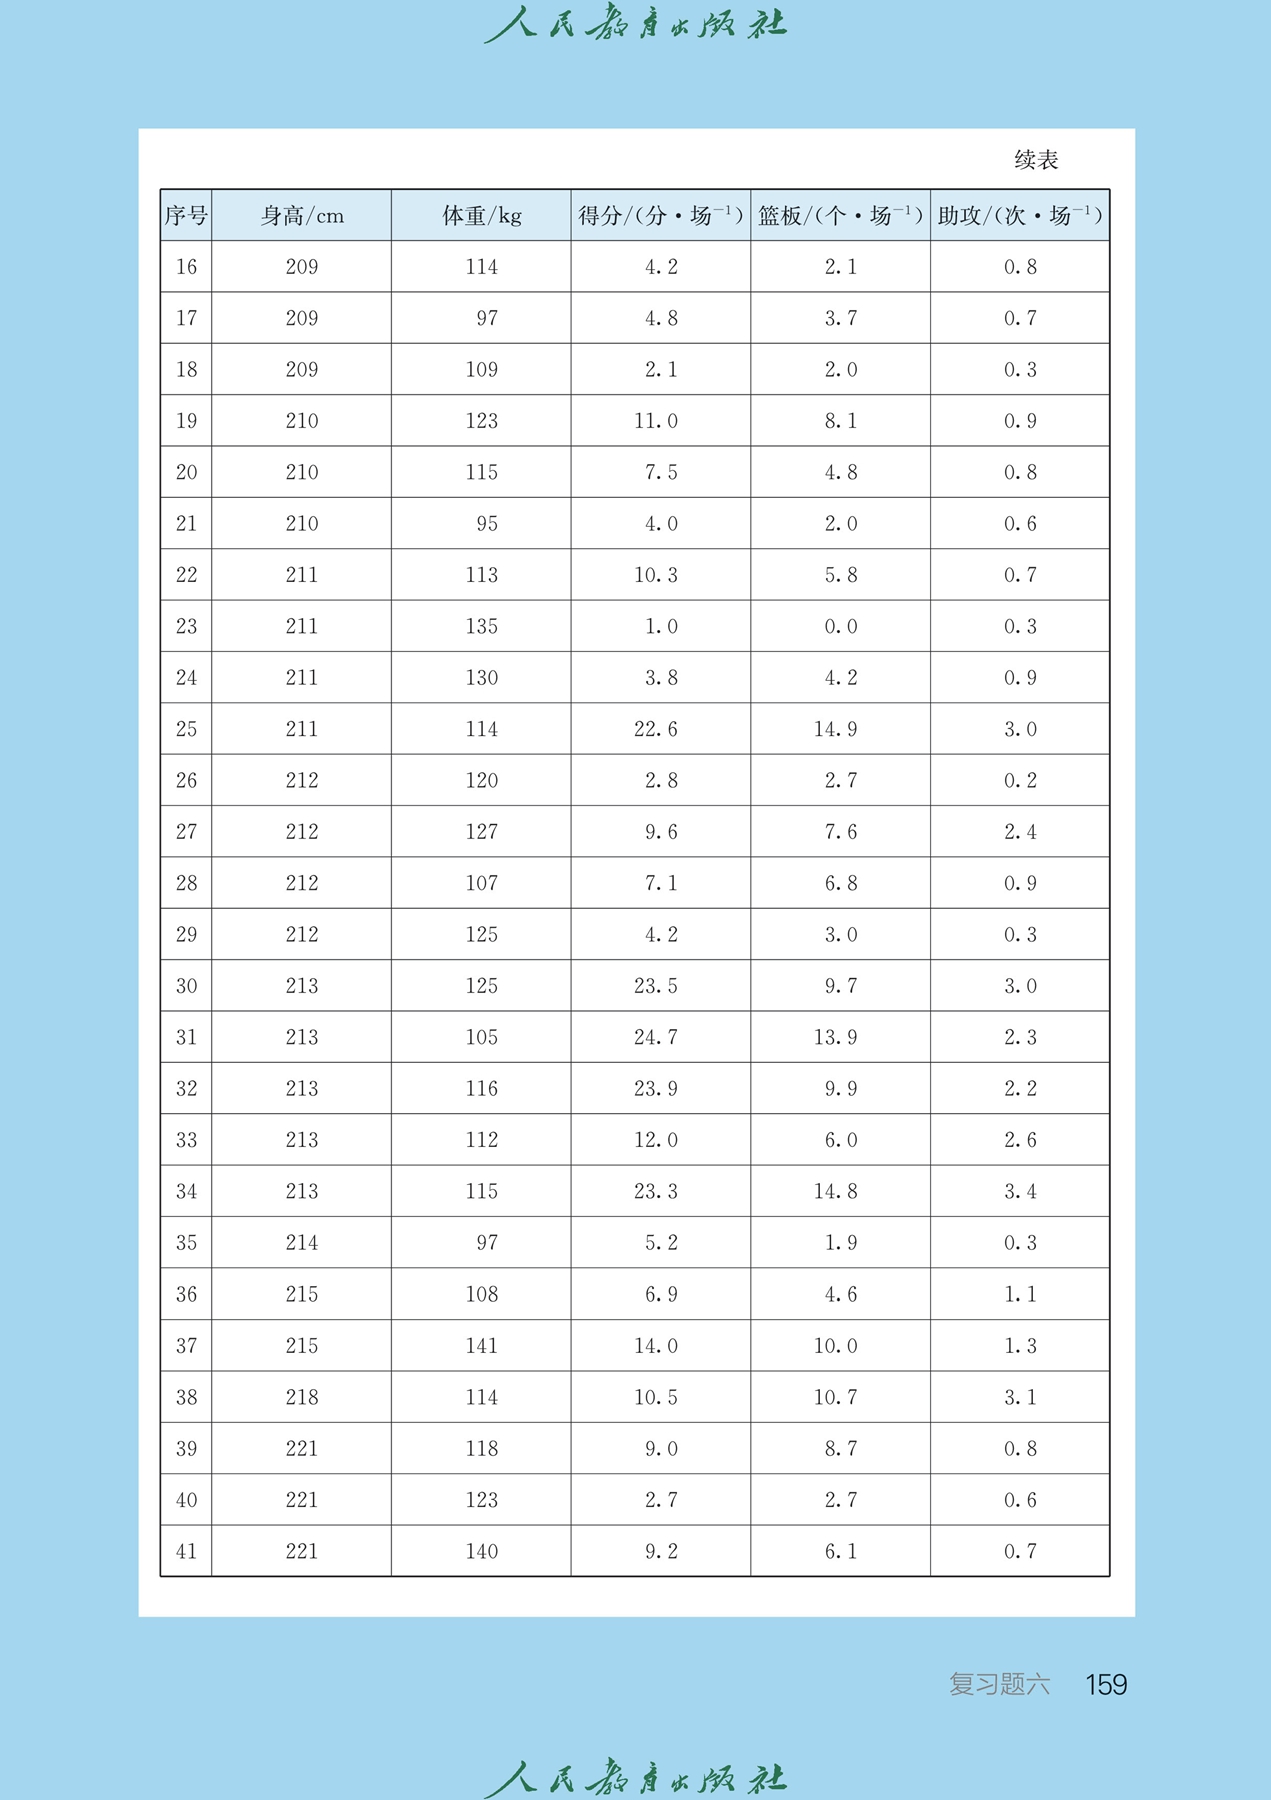 人民教育出版社
续表
序号 身高/cm 体重/kg 得分/(分·场⁻¹) 篮板/(个·场⁻¹) 助攻/(次·场⁻¹)
16 209 114 4.2 2.1 0.8
17 209 97 4.8 3.7 0.7
18 209 109 2.1 2.0 0.3
19 210 123 11.0 8.1 0.9
20 210 115 7.5 4.8 0.8
21 210 95 4.0 2.0 0.6
22 211 113 10.3 5.8 0.7
23 211 135 1.0 0.0 0.3
24 211 130 3.8 4.2 0.9
25 211 114 22.6 14.9 3.0
26 212 120 2.8 2.7 0.2
27 212 127 9.6 7.6 2.4
28 212 107 7.1 6.8 0.9
29 212 125 4.2 3.0 0.3
30 213 125 23.5 9.7 3.0
31 213 105 24.7 13.9 2.3
32 213 116 23.9 9.9 2.2
33 213 112 12.0 6.0 2.6
34 213 115 23.3 14.8 3.4
35 214 97 5.2 1.9 0.3
36 215 108 6.9 4.6 1.1
37 215 141 14.0 10.0 1.3
38 218 114 10.5 10.7 3.1
39 221 118 9.0 8.7 0.8
40 221 123 2.7 2.7 0.6
41 221 140 9.2 6.1 0.7
复习题六 159
人民教育出版社